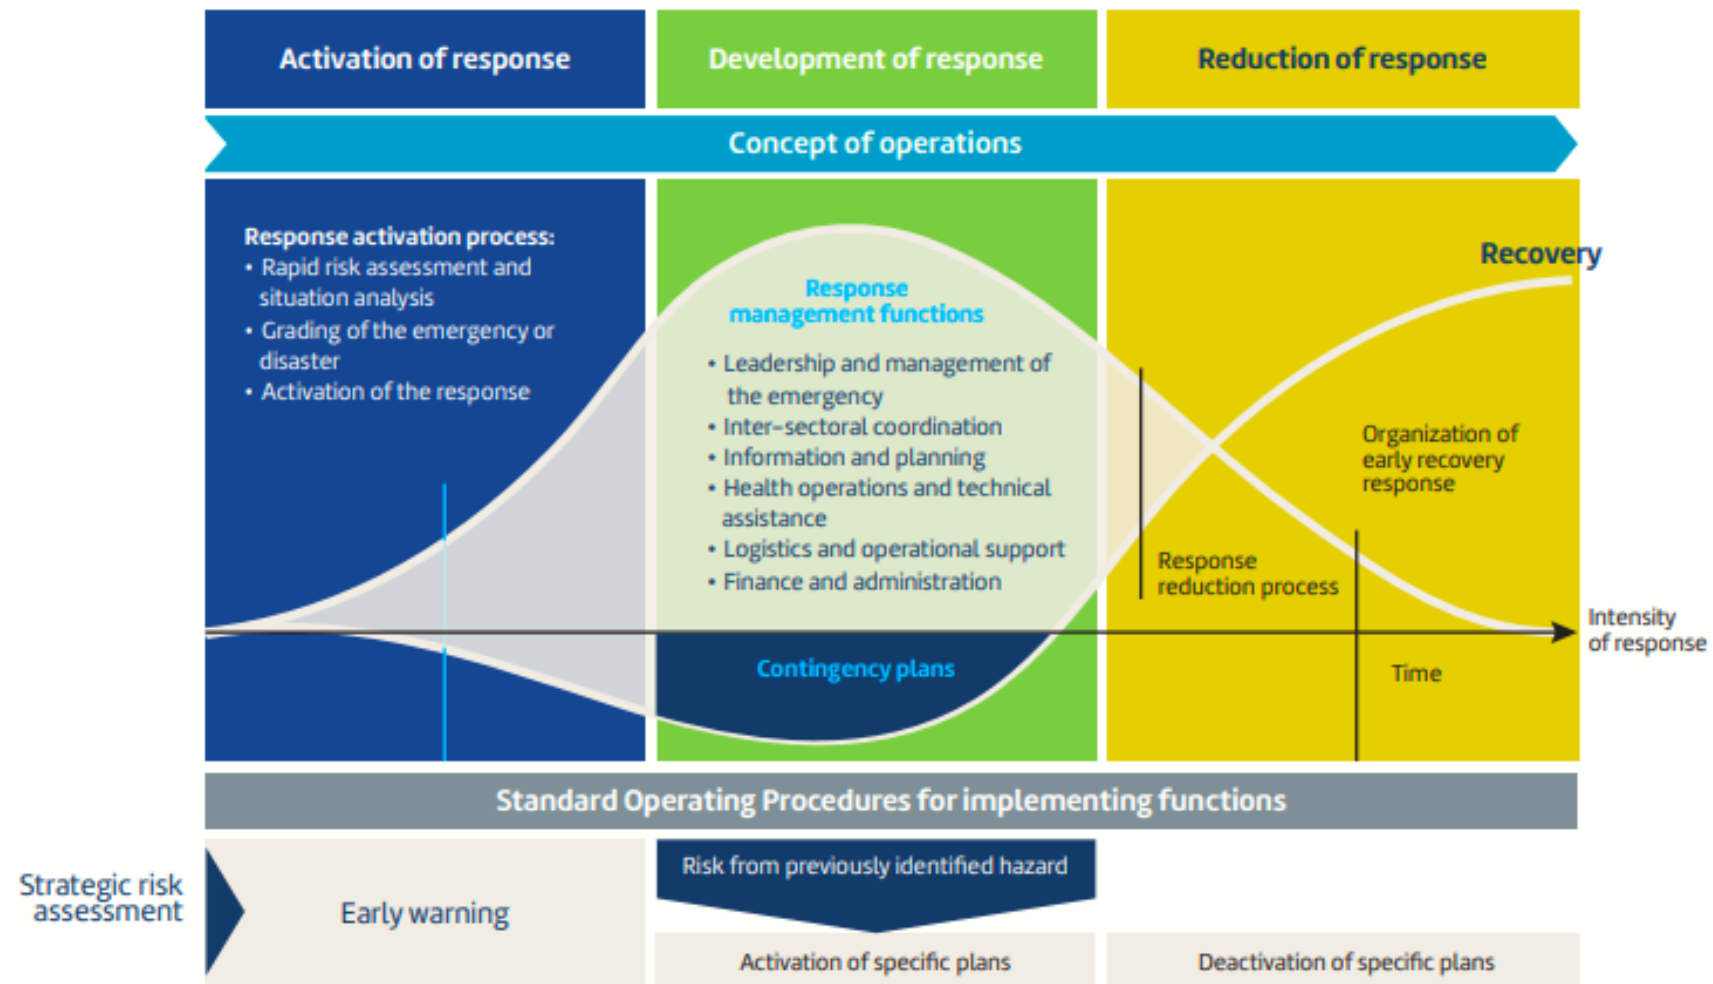 Activation of response
Development of response
Reduction of response
Concept of operations
Response activation process:
• Rapid risk assessment and
situation analysis
• Grading of the emergency or
disaster
• Activation of the response
Response
management functions
• Leadership and management of
the emergency
• Inter-sectoral coordination
• Information and planning
• Health operations and technical
assistance
• Logistics and operational support
• Finance and administration
Contingency plans
Recovery
Organization of
early recovery
response
Response
reduction process
Intensity
of response
Time
Standard Operating Procedures for implementing functions
Strategic risk
assessment
Early warning
Risk from previously identified hazard
Activation of specific plans
Deactivation of specific plans